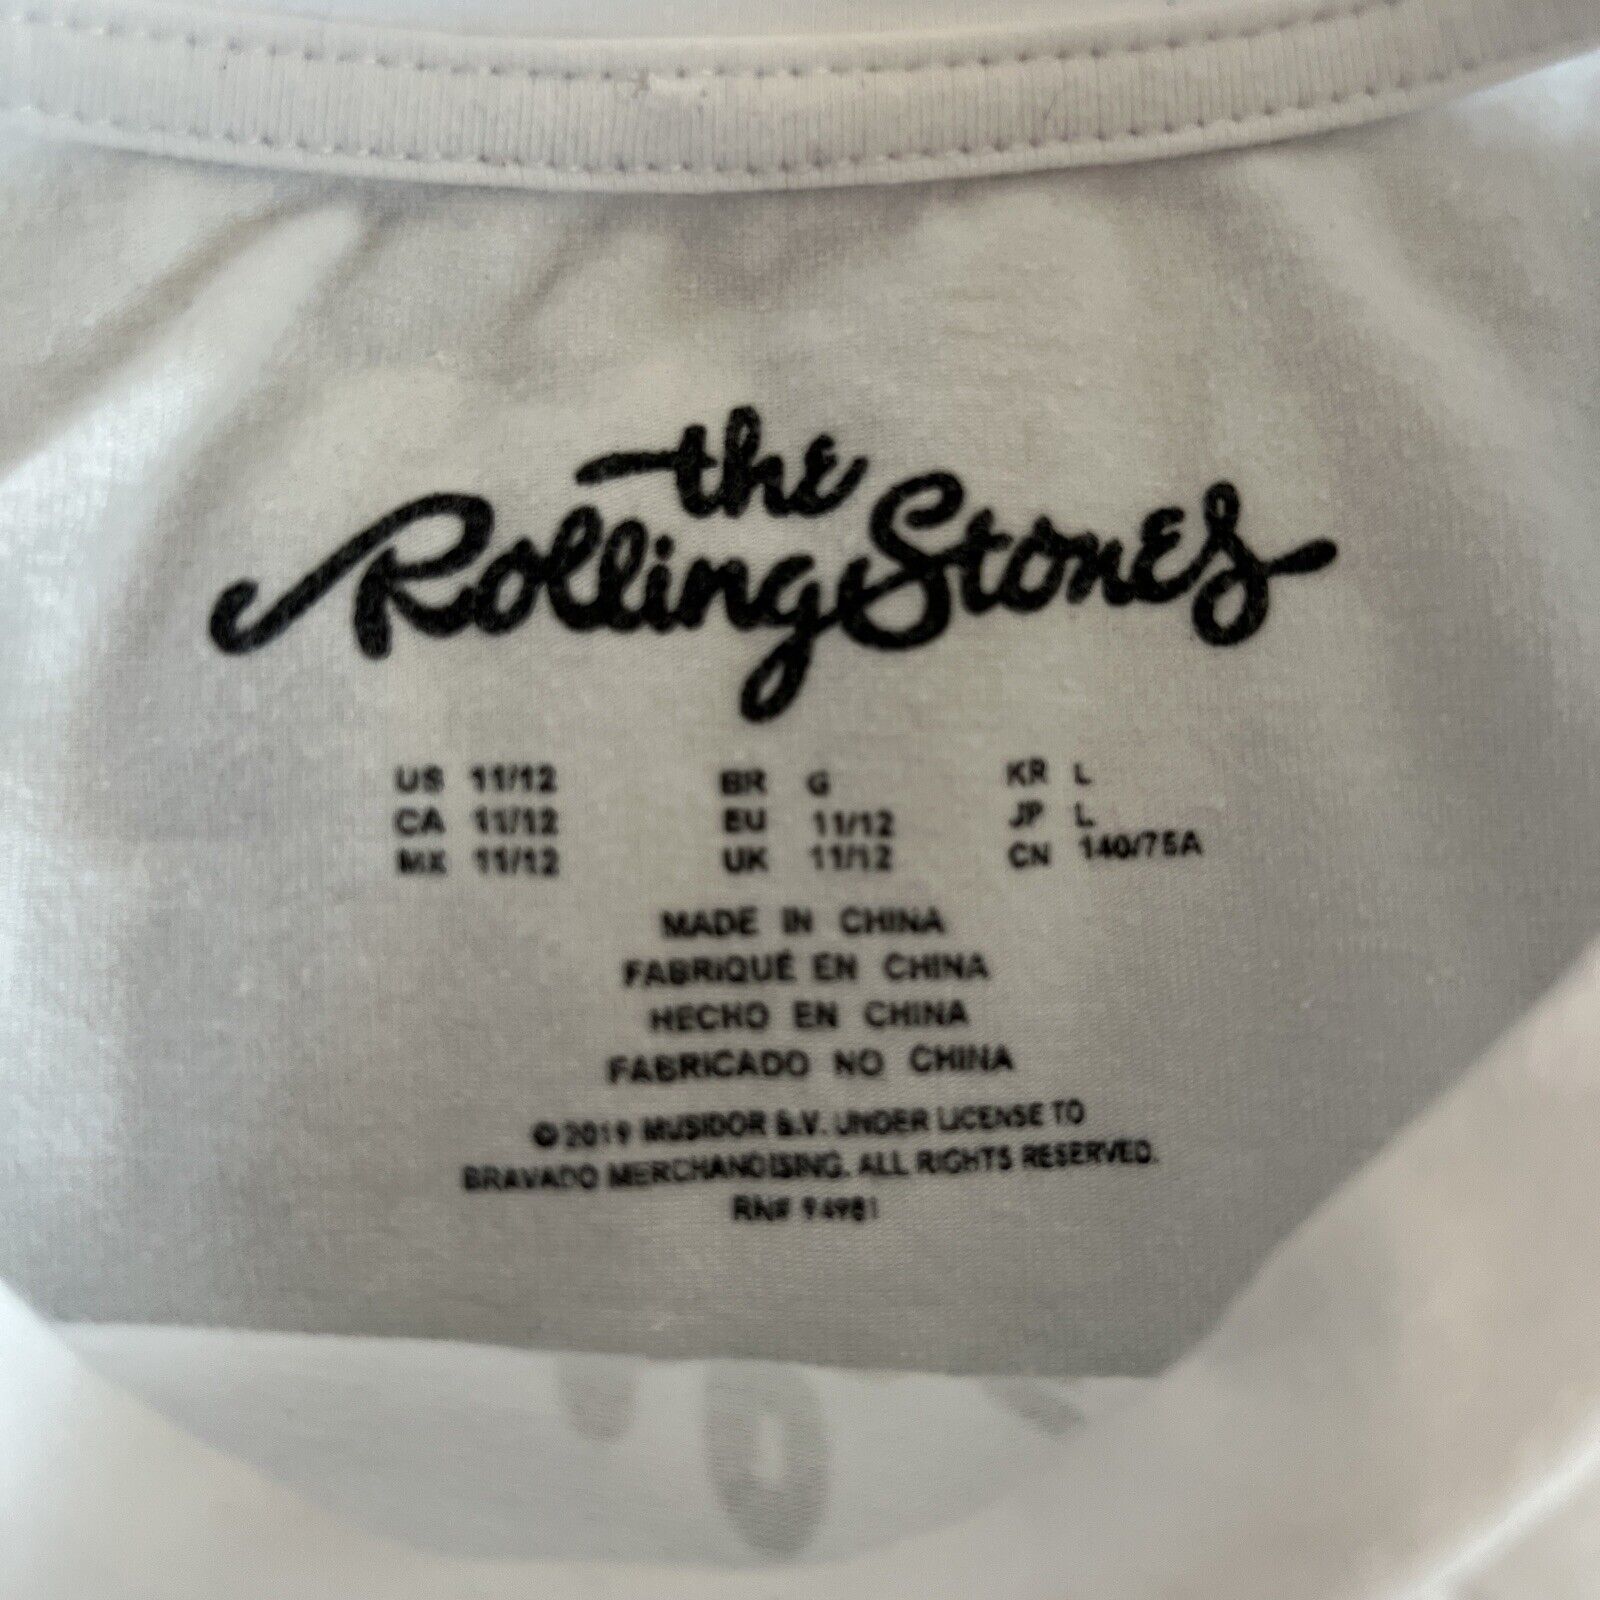 the
Rolling Stones
US 11/12 BR G KR L
CA 11/12 EU 11/12 JP L
MX 11/12 UK 11/12 CN 140/75A
MADE IN CHINA
FABRIQUÉ EN CHINA
HECHO EN CHINA
FABRICADO NO CHINA
© 2019 MUSIDOR B.V. UNDER LICENSE TO
BRAVADO MERCHANDISING. ALL RIGHTS RESERVED.
RN# 94981